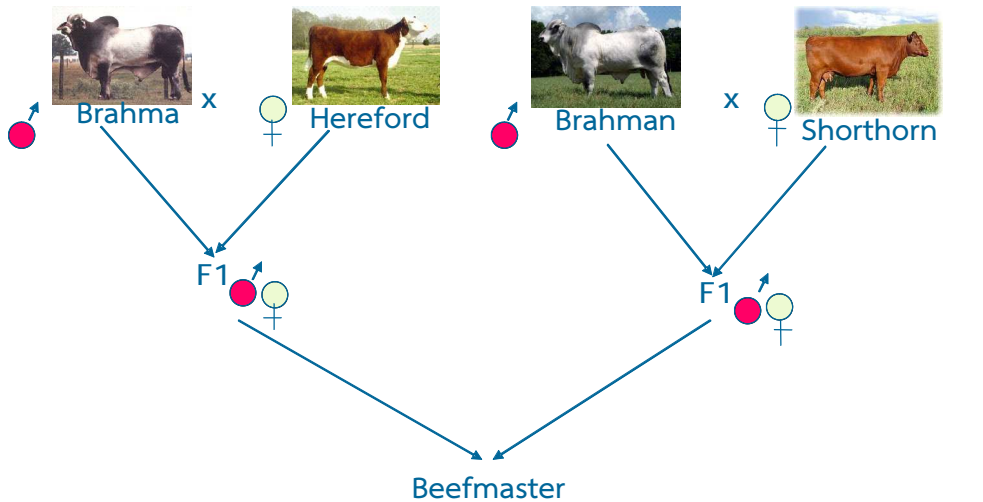 Brahma x Hereford
Brahman x Shorthorn
F1
F1
Beefmaster